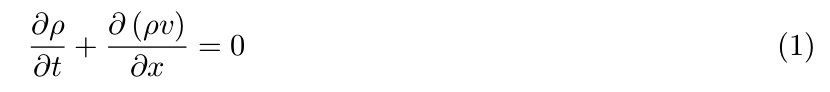 ∂ρ/∂t + ∂(ρv)/∂x = 0 (1)